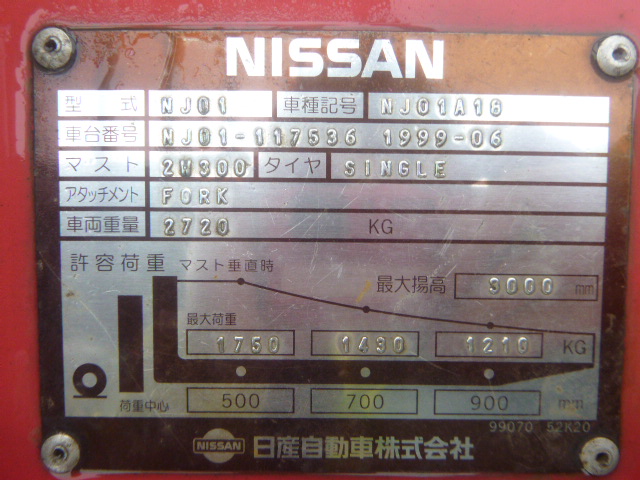 NISSAN
型式 NJ01 車種記号 NJ01A18
車台番号 NJ01-117536 1999-06
マスト 2W300 タイヤ SINGLE
アタッチメント FORK
車両重量 2720 KG
許容荷重 マスト垂直時 最大揚高 3000 mm
最大荷重
1750 1430 1210 KG
荷重中心 500 700 900 mm
99070 52K20
NISSAN 日産自動車株式会社